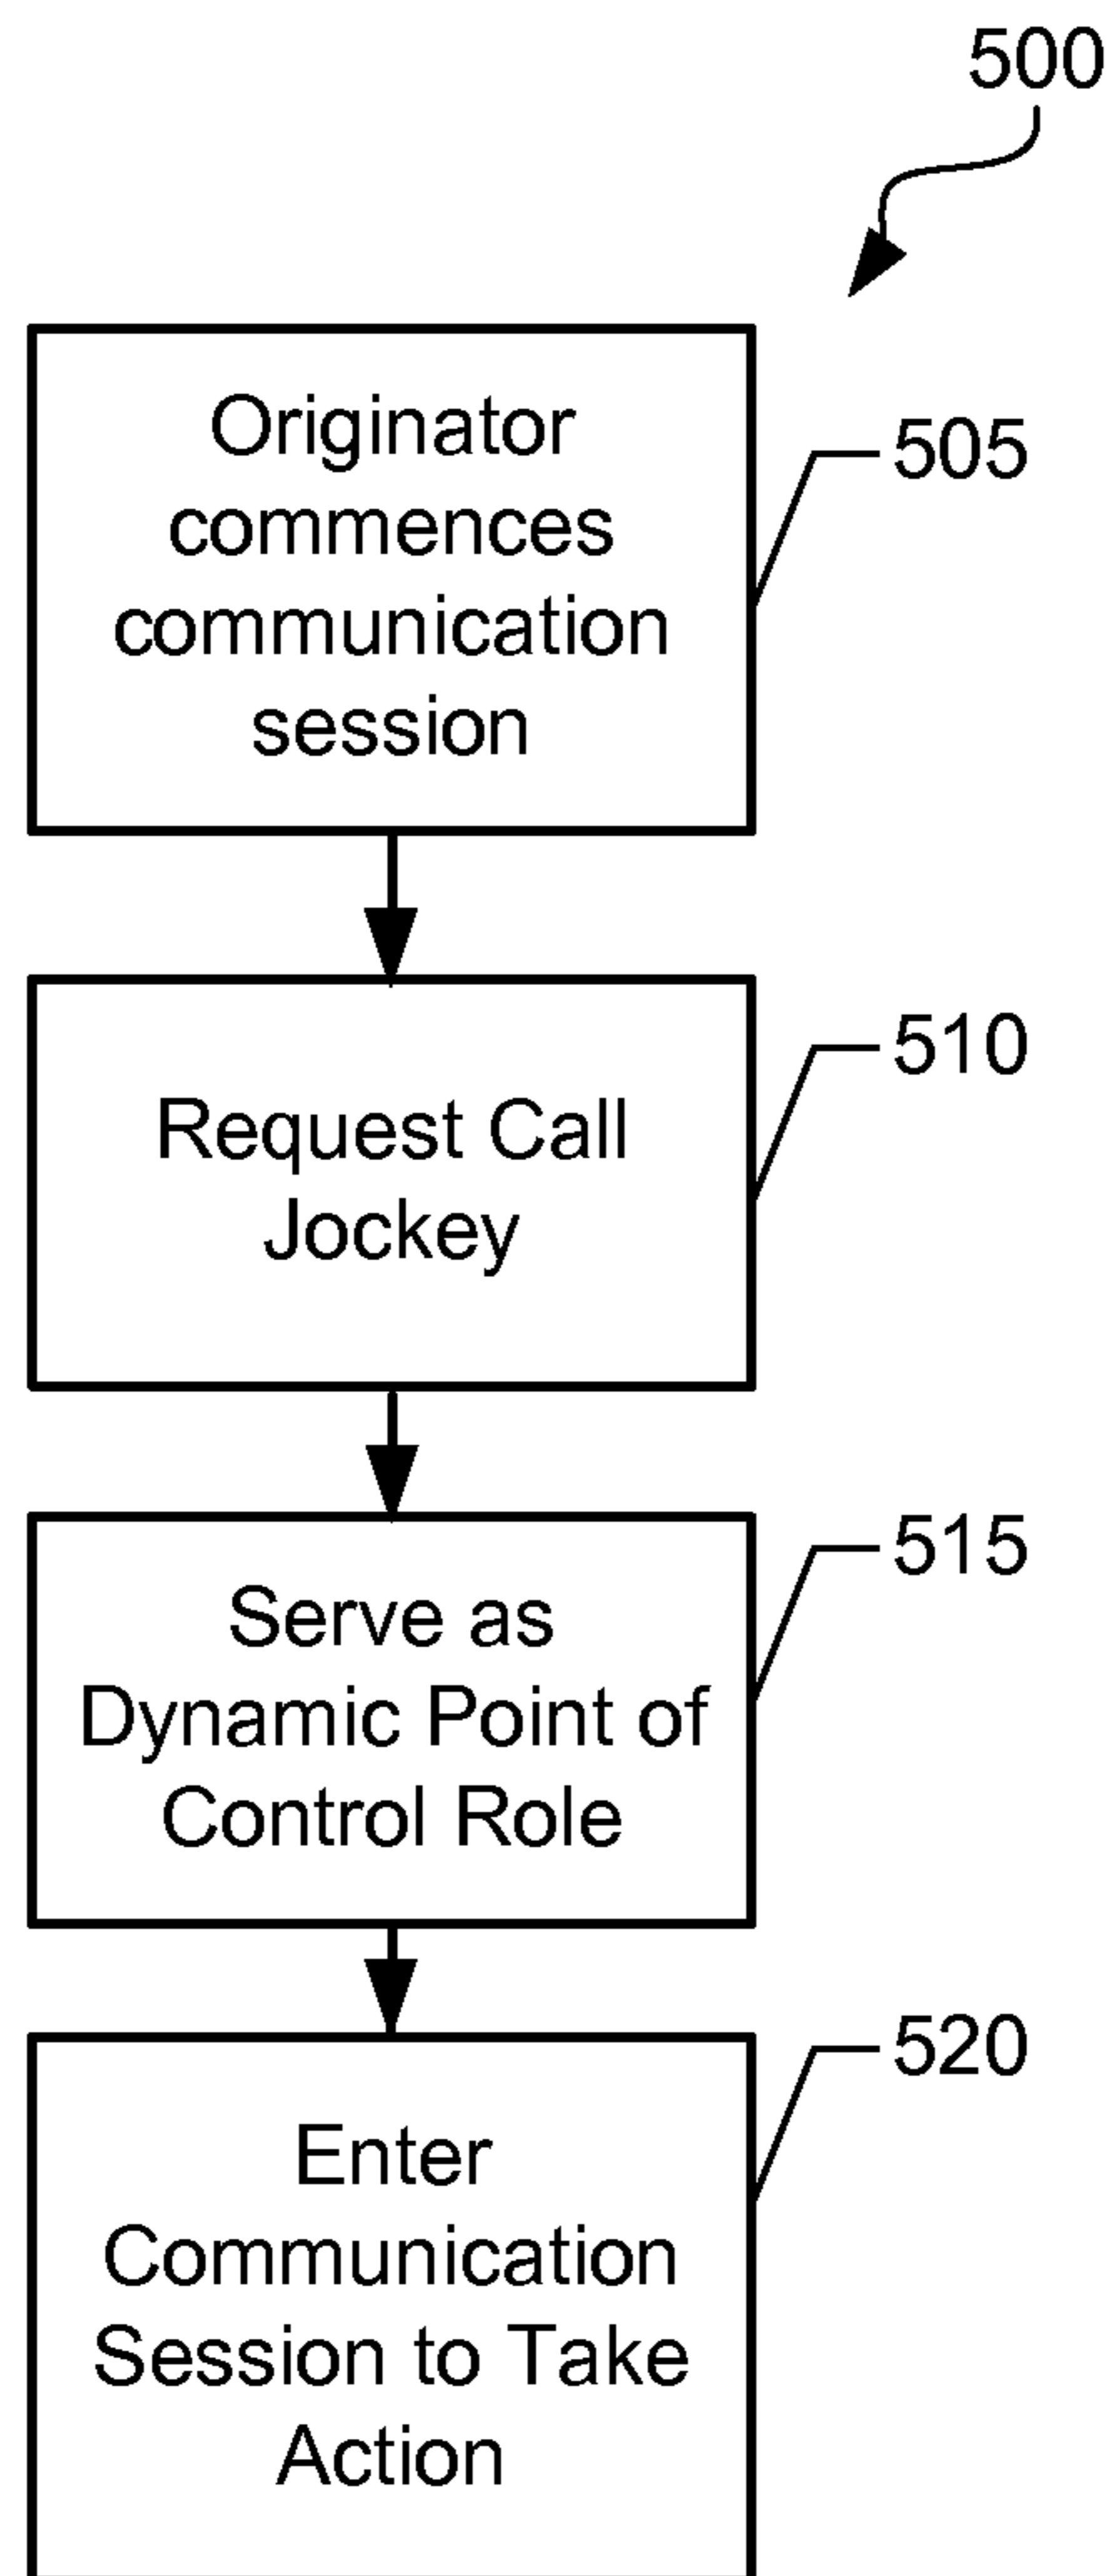 500
Originator
commences
communication
session
505
Request Call
Jockey
510
Serve as
Dynamic Point of
Control Role
515
Enter
Communication
Session to Take
Action
520